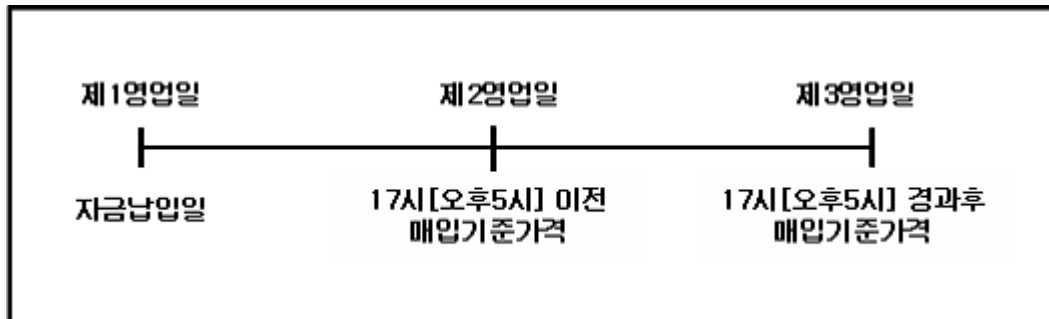 제1영업일
제2영업일
제3영업일
자금납입일
17시[오후5시] 이전
매입기준가격
17시[오후5시] 경과후
매입기준가격